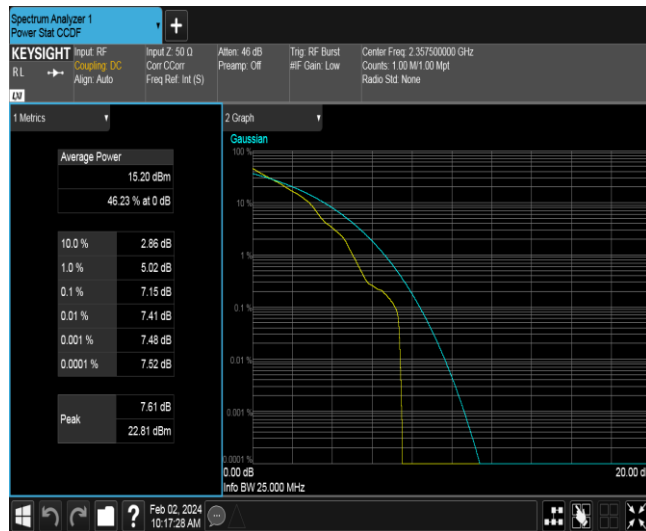 Spectrum Analyzer 1
Power Stat CCDF
+
KEYSIGHT
RL
LXI
Input: RF
Coupling: DC
Align: Auto
Input Z: 50 Ω
Corr CCorr
Freq Ref: Int (S)
Atten: 46 dB
Preamp: Off
Trig: RF Burst
#IF Gain: Low
Center Freq: 2.357500000 GHz
Counts: 1.00 M/1.00 Mpt
Radio Std: None
1 Metrics
Average Power
15.20 dBm
46.23 % at 0 dB
10.0 % 2.86 dB
1.0 % 5.02 dB
0.1 % 7.15 dB
0.01 % 7.41 dB
0.001 % 7.48 dB
0.0001 % 7.52 dB
Peak
7.61 dB
22.81 dBm
2 Graph
Gaussian
100 %
10 %
1 %
0.1 %
0.01 %
0.001 %
0.0001 %
0.00 dB
20.00 d
Info BW 25.000 MHz
?
Feb 02, 2024
10:17:28 AM